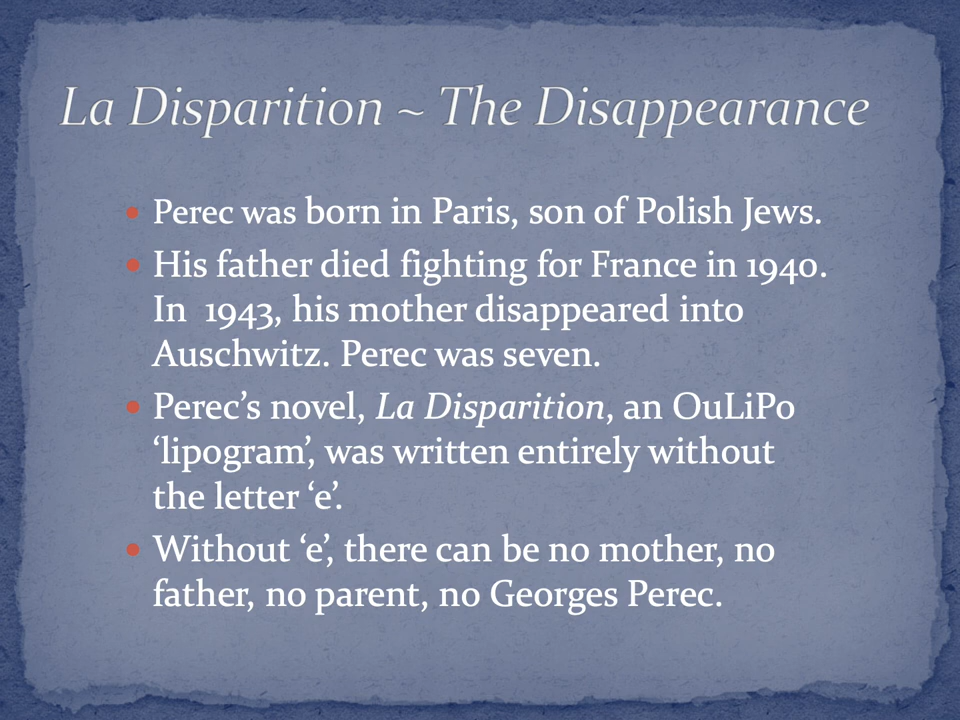 La Disparition ~ The Disappearance
• Perec was born in Paris, son of Polish Jews.
• His father died fighting for France in 1940.
In  1943, his mother disappeared into
Auschwitz. Perec was seven.
• Perec’s novel, La Disparition, an OuLiPo
‘lipogram’, was written entirely without
the letter ‘e’.
• Without ‘e’, there can be no mother, no
father, no parent, no Georges Perec.